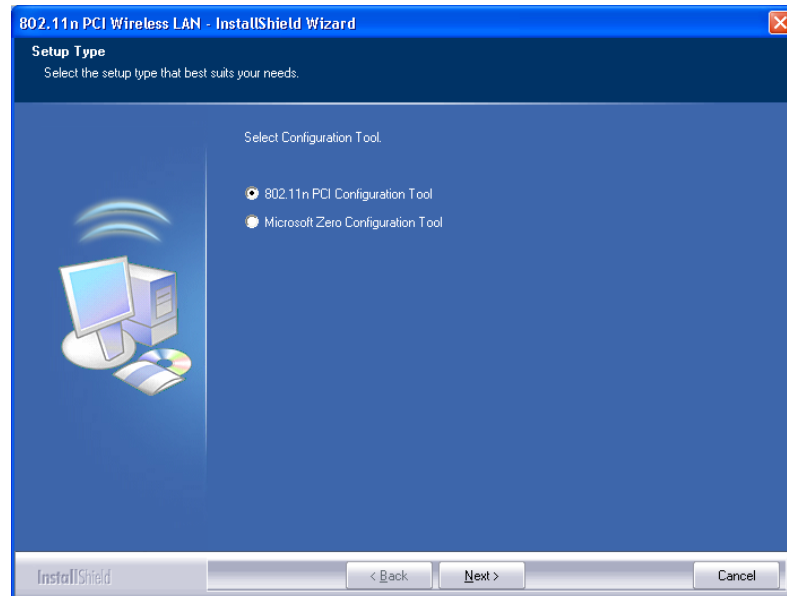 802.11n PCI Wireless LAN - InstallShield Wizard
Setup Type
Select the setup type that best suits your needs.
Select Configuration Tool.
802.11n PCI Configuration Tool
Microsoft Zero Configuration Tool
InstallShield
< Back
Next >
Cancel